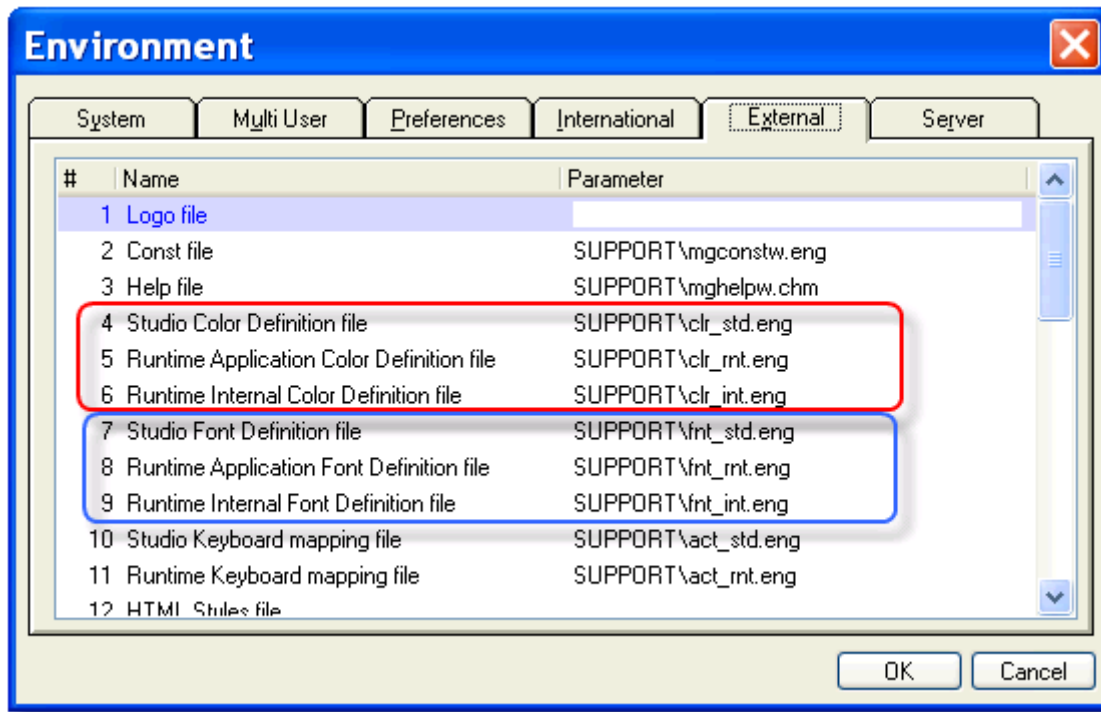 Environment
System Multi User Preferences International External Server
# Name Parameter
1 Logo file
2 Const file SUPPORT\mgconstw.eng
3 Help file SUPPORT\mghelpw.chm
4 Studio Color Definition file SUPPORT\clr_std.eng
5 Runtime Application Color Definition file SUPPORT\clr_rnt.eng
6 Runtime Internal Color Definition file SUPPORT\clr_int.eng
7 Studio Font Definition file SUPPORT\fnt_std.eng
8 Runtime Application Font Definition file SUPPORT\fnt_rnt.eng
9 Runtime Internal Font Definition file SUPPORT\fnt_int.eng
10 Studio Keyboard mapping file SUPPORT\act_std.eng
11 Runtime Keyboard mapping file SUPPORT\act_rnt.eng
12 HTML Styles file
OK Cancel